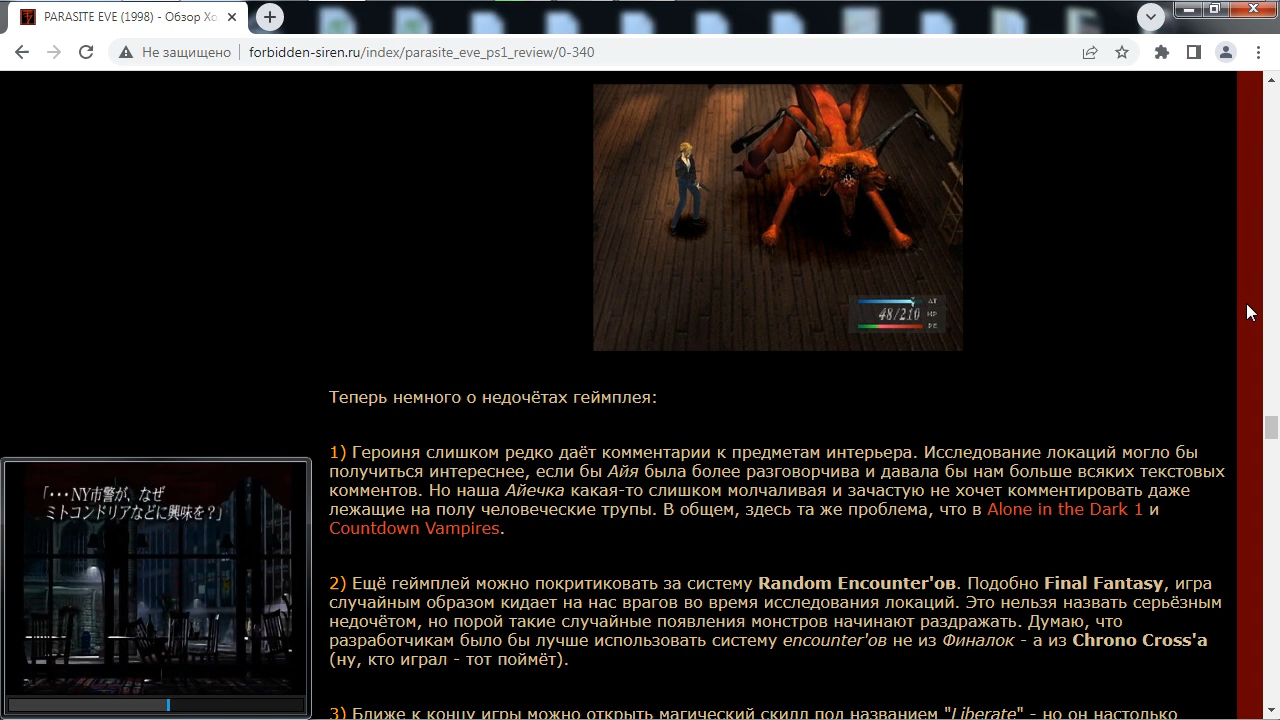 PARASITE EVE (1998) - Обзор Хо
Не защищено
forbidden-siren.ru/index/parasite_eve_ps1_review/0-340
AT
48/210 HP
PE
Теперь немного о недочётах геймплея:
1) Героиня слишком редко даёт комментарии к предметам интерьера. Исследование локаций могло бы
получиться интереснее, если бы Айя была более разговорчива и давала бы нам больше всяких текстовых
комментов. Но наша Айечка какая-то слишком молчаливая и зачастую не хочет комментировать даже
лежащие на полу человеческие трупы. В общем, здесь та же проблема, что в Alone in the Dark 1 и
Countdown Vampires.
2) Ещё геймплей можно покритиковать за систему Random Encounter'ов. Подобно Final Fantasy, игра
случайным образом кидает на нас врагов во время исследования локаций. Это нельзя назвать серьёзным
недочётом, но порой такие случайные появления монстров начинают раздражать. Думаю, что
разработчикам было бы лучше использовать систему encounter'ов не из Финалок - а из Chrono Cross'а
(ну, кто играл - тот поймёт).
3) Ближе к концу игры можно открыть магический скилл под названием "Liberate" - но он настолько
「・・・NY市警が、なぜ
ミトコンドリアなどに興味を?」